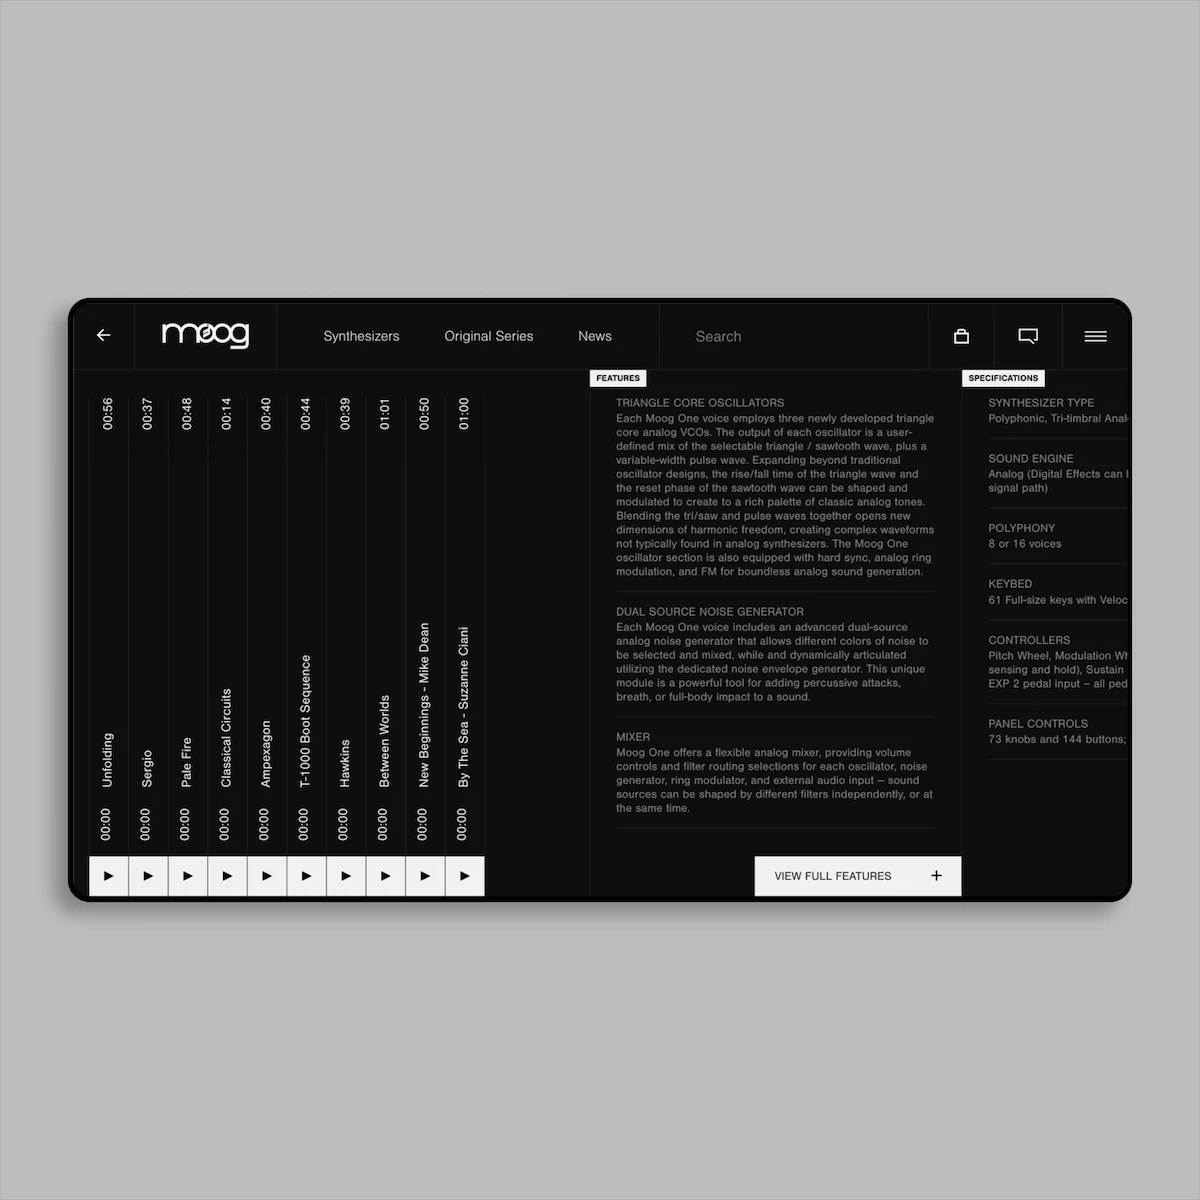 moog
Synthesizers
Original Series
News
Search
00:56
Unfolding
00:00
00:37
Sergio
00:00
00:48
Pale Fire
00:00
00:14
Classical Circuits
00:00
00:40
Ampexagon
00:00
00:44
T-1000 Boot Sequence
00:00
00:39
Hawkins
00:00
01:01
Between Worlds
00:00
00:50
New Beginnings - Mike Dean
00:00
01:00
By The Sea - Suzanne Ciani
00:00
FEATURES
TRIANGLE CORE OSCILLATORS
Each Moog One voice employs three newly developed triangle
core analog VCOs. The output of each oscillator is a user-
defined mix of the selectable triangle / sawtooth wave, plus a
variable-width pulse wave. Expanding beyond traditional
oscillator designs, the rise/fall time of the triangle wave and
the reset phase of the sawtooth wave can be shaped and
modulated to create to a rich palette of classic analog tones.
Blending the tri/saw and pulse waves together opens new
dimensions of harmonic freedom, creating complex waveforms
not typically found in analog synthesizers. The Moog One
oscillator section is also equipped with hard sync, analog ring
modulation, and FM for boundless analog sound generation.
DUAL SOURCE NOISE GENERATOR
Each Moog One voice includes an advanced dual-source
analog noise generator that allows different colors of noise to
be selected and mixed, while and dynamically articulated
utilizing the dedicated noise envelope generator. This unique
module is a powerful tool for adding percussive attacks,
breath, or full-body impact to a sound.
MIXER
Moog One offers a flexible analog mixer, providing volume
controls and filter routing selections for each oscillator, noise
generator, ring modulator, and external audio input – sound
sources can be shaped by different filters independently, or at
the same time.
VIEW FULL FEATURES +
SPECIFICATIONS
SYNTHESIZER TYPE
Polyphonic, Tri-timbral Anal
SOUND ENGINE
Analog (Digital Effects can
signal path)
POLYPHONY
8 or 16 voices
KEYBED
61 Full-size keys with Veloc
CONTROLLERS
Pitch Wheel, Modulation Wh
sensing and hold), Sustain
EXP 2 pedal input – all ped
PANEL CONTROLS
73 knobs and 144 buttons;